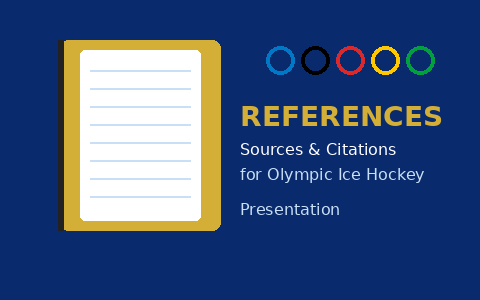 REFERENCES
Sources & Citations
for Olympic Ice Hockey
Presentation